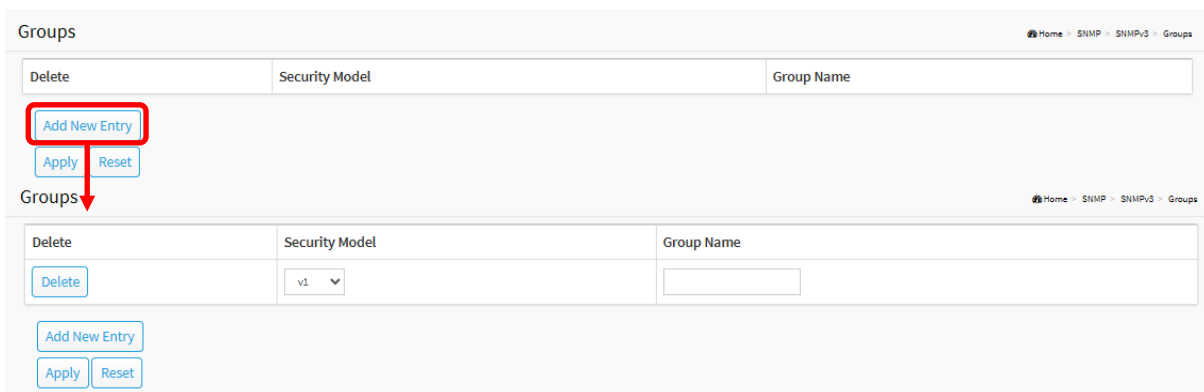 Groups Home > SNMP > SNMPv3 > Groups
Delete Security Model Group Name
Add New Entry
Apply Reset
Groups Home > SNMP > SNMPv3 > Groups
Delete Security Model Group Name
Delete v1
Add New Entry
Apply Reset